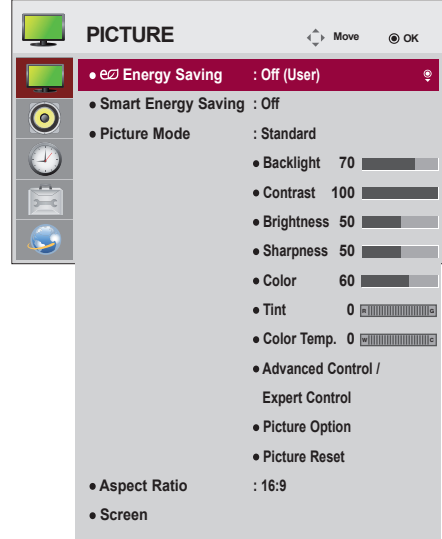 PICTURE Move OK
● e Energy Saving : Off (User)
● Smart Energy Saving : Off
● Picture Mode : Standard
● Backlight 70
● Contrast 100
● Brightness 50
● Sharpness 50
● Color 60
● Tint 0 R G
● Color Temp. 0 W C
● Advanced Control /
Expert Control
● Picture Option
● Picture Reset
● Aspect Ratio : 16:9
● Screen